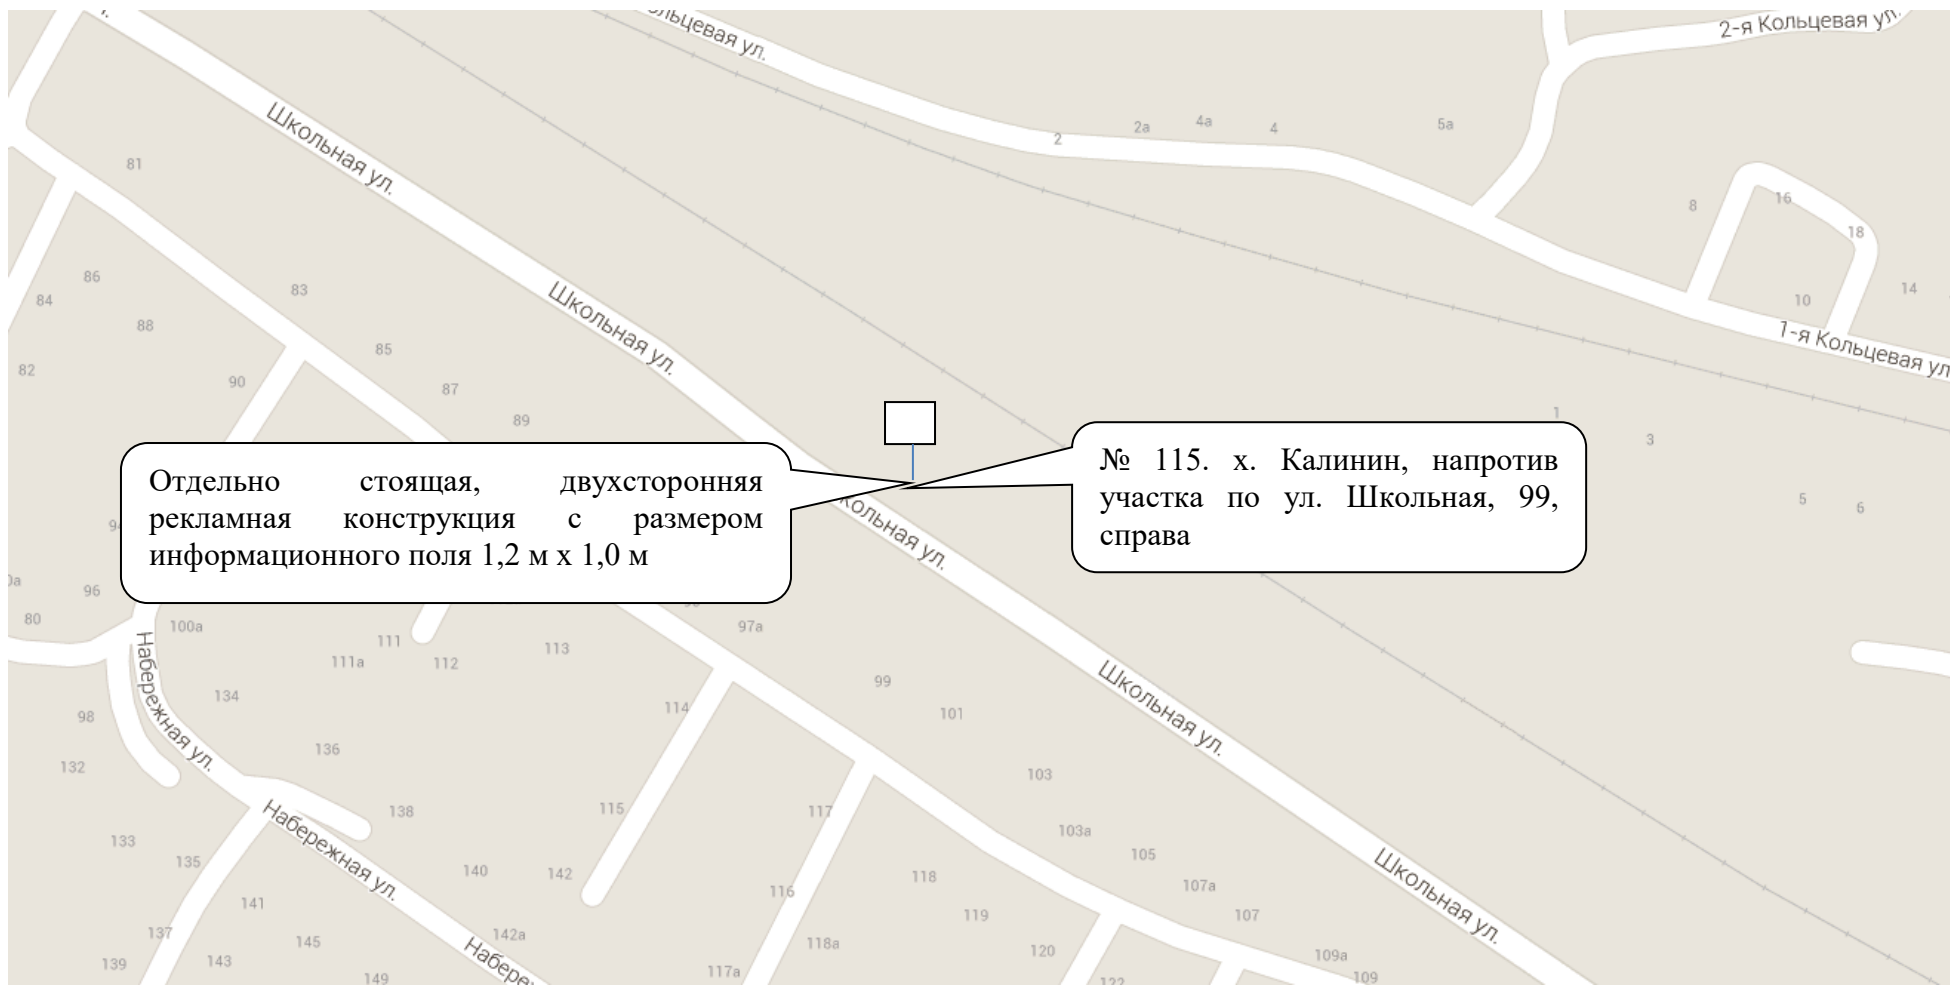 ольцевая ул.
2-я Кольцевая ул.
Школьная ул.
2
2а
4а
4
5а
81
8
16
18
86
84
83
88
14
10
Школьная ул.
1-я Кольцевая ул
85
82
90
87
89
1
3
Отдельно стоящая, двухсторонняя
рекламная конструкция с размером
информационного поля 1,2 м х 1,0 м
№ 115. х. Калинин, напротив
участка по ул. Школьная, 99,
справа
5
6
кольная ул.
0а
96
80
100а
97а
Набережная ул.
111
111а
112
113
99
134
114
98
101
Школьная ул.
136
132
103
138
115
117
Набережная ул.
133
103а
135
105
140
142
118
107а
Школьная ул.
116
141
119
107
137
142а
145
118а
120
109а
139
143
Набере
117а
149
109
122